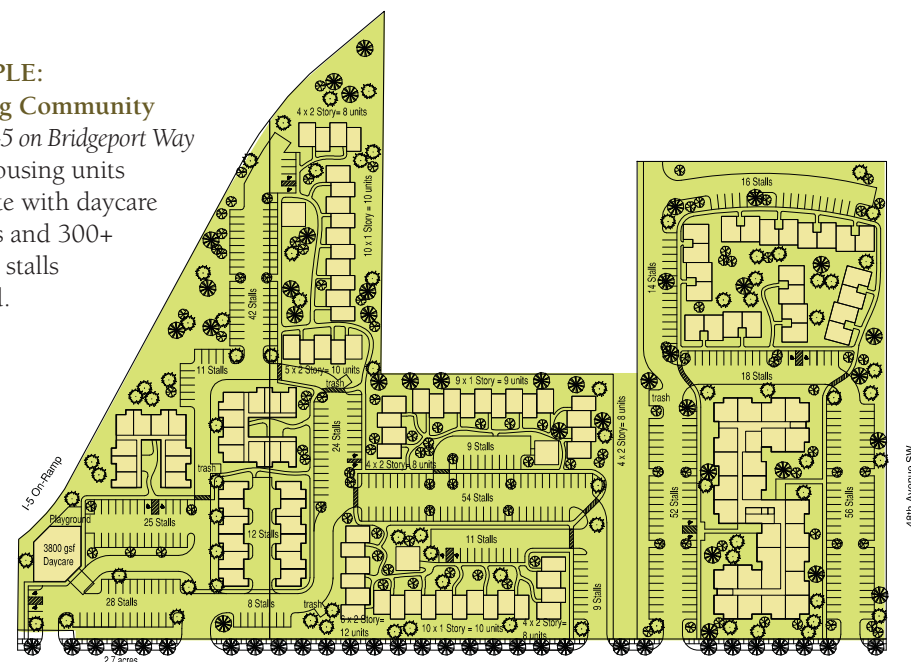 PLE:
g Community
-5 on Bridgeport Way
ousing units
te with daycare
s and 300+
stalls
d.
4 x 2 Story= 8 units
10 x 1 Story = 10 units
42 Stalls
11 Stalls
5 x 2 Story= 10 units
trash
24 Stalls
9 x 1 Story = 9 units
4 x 2 Story= 8 units
9 Stalls
4 x 2 Story= 8 units
54 Stalls
11 Stalls
9 Stalls
trash
I-5 On-Ramp
Playground
3800 gsf
Daycare
25 Stalls
12 Stalls
28 Stalls
8 Stalls
trash
6 x 2 Story=
12 units
10 x 1 Story = 10 units
4 x 2 Story=
8 units
2.7 acres
16 Stalls
14 Stalls
18 Stalls
trash
52 Stalls
56 Stalls
48th Avenue SW